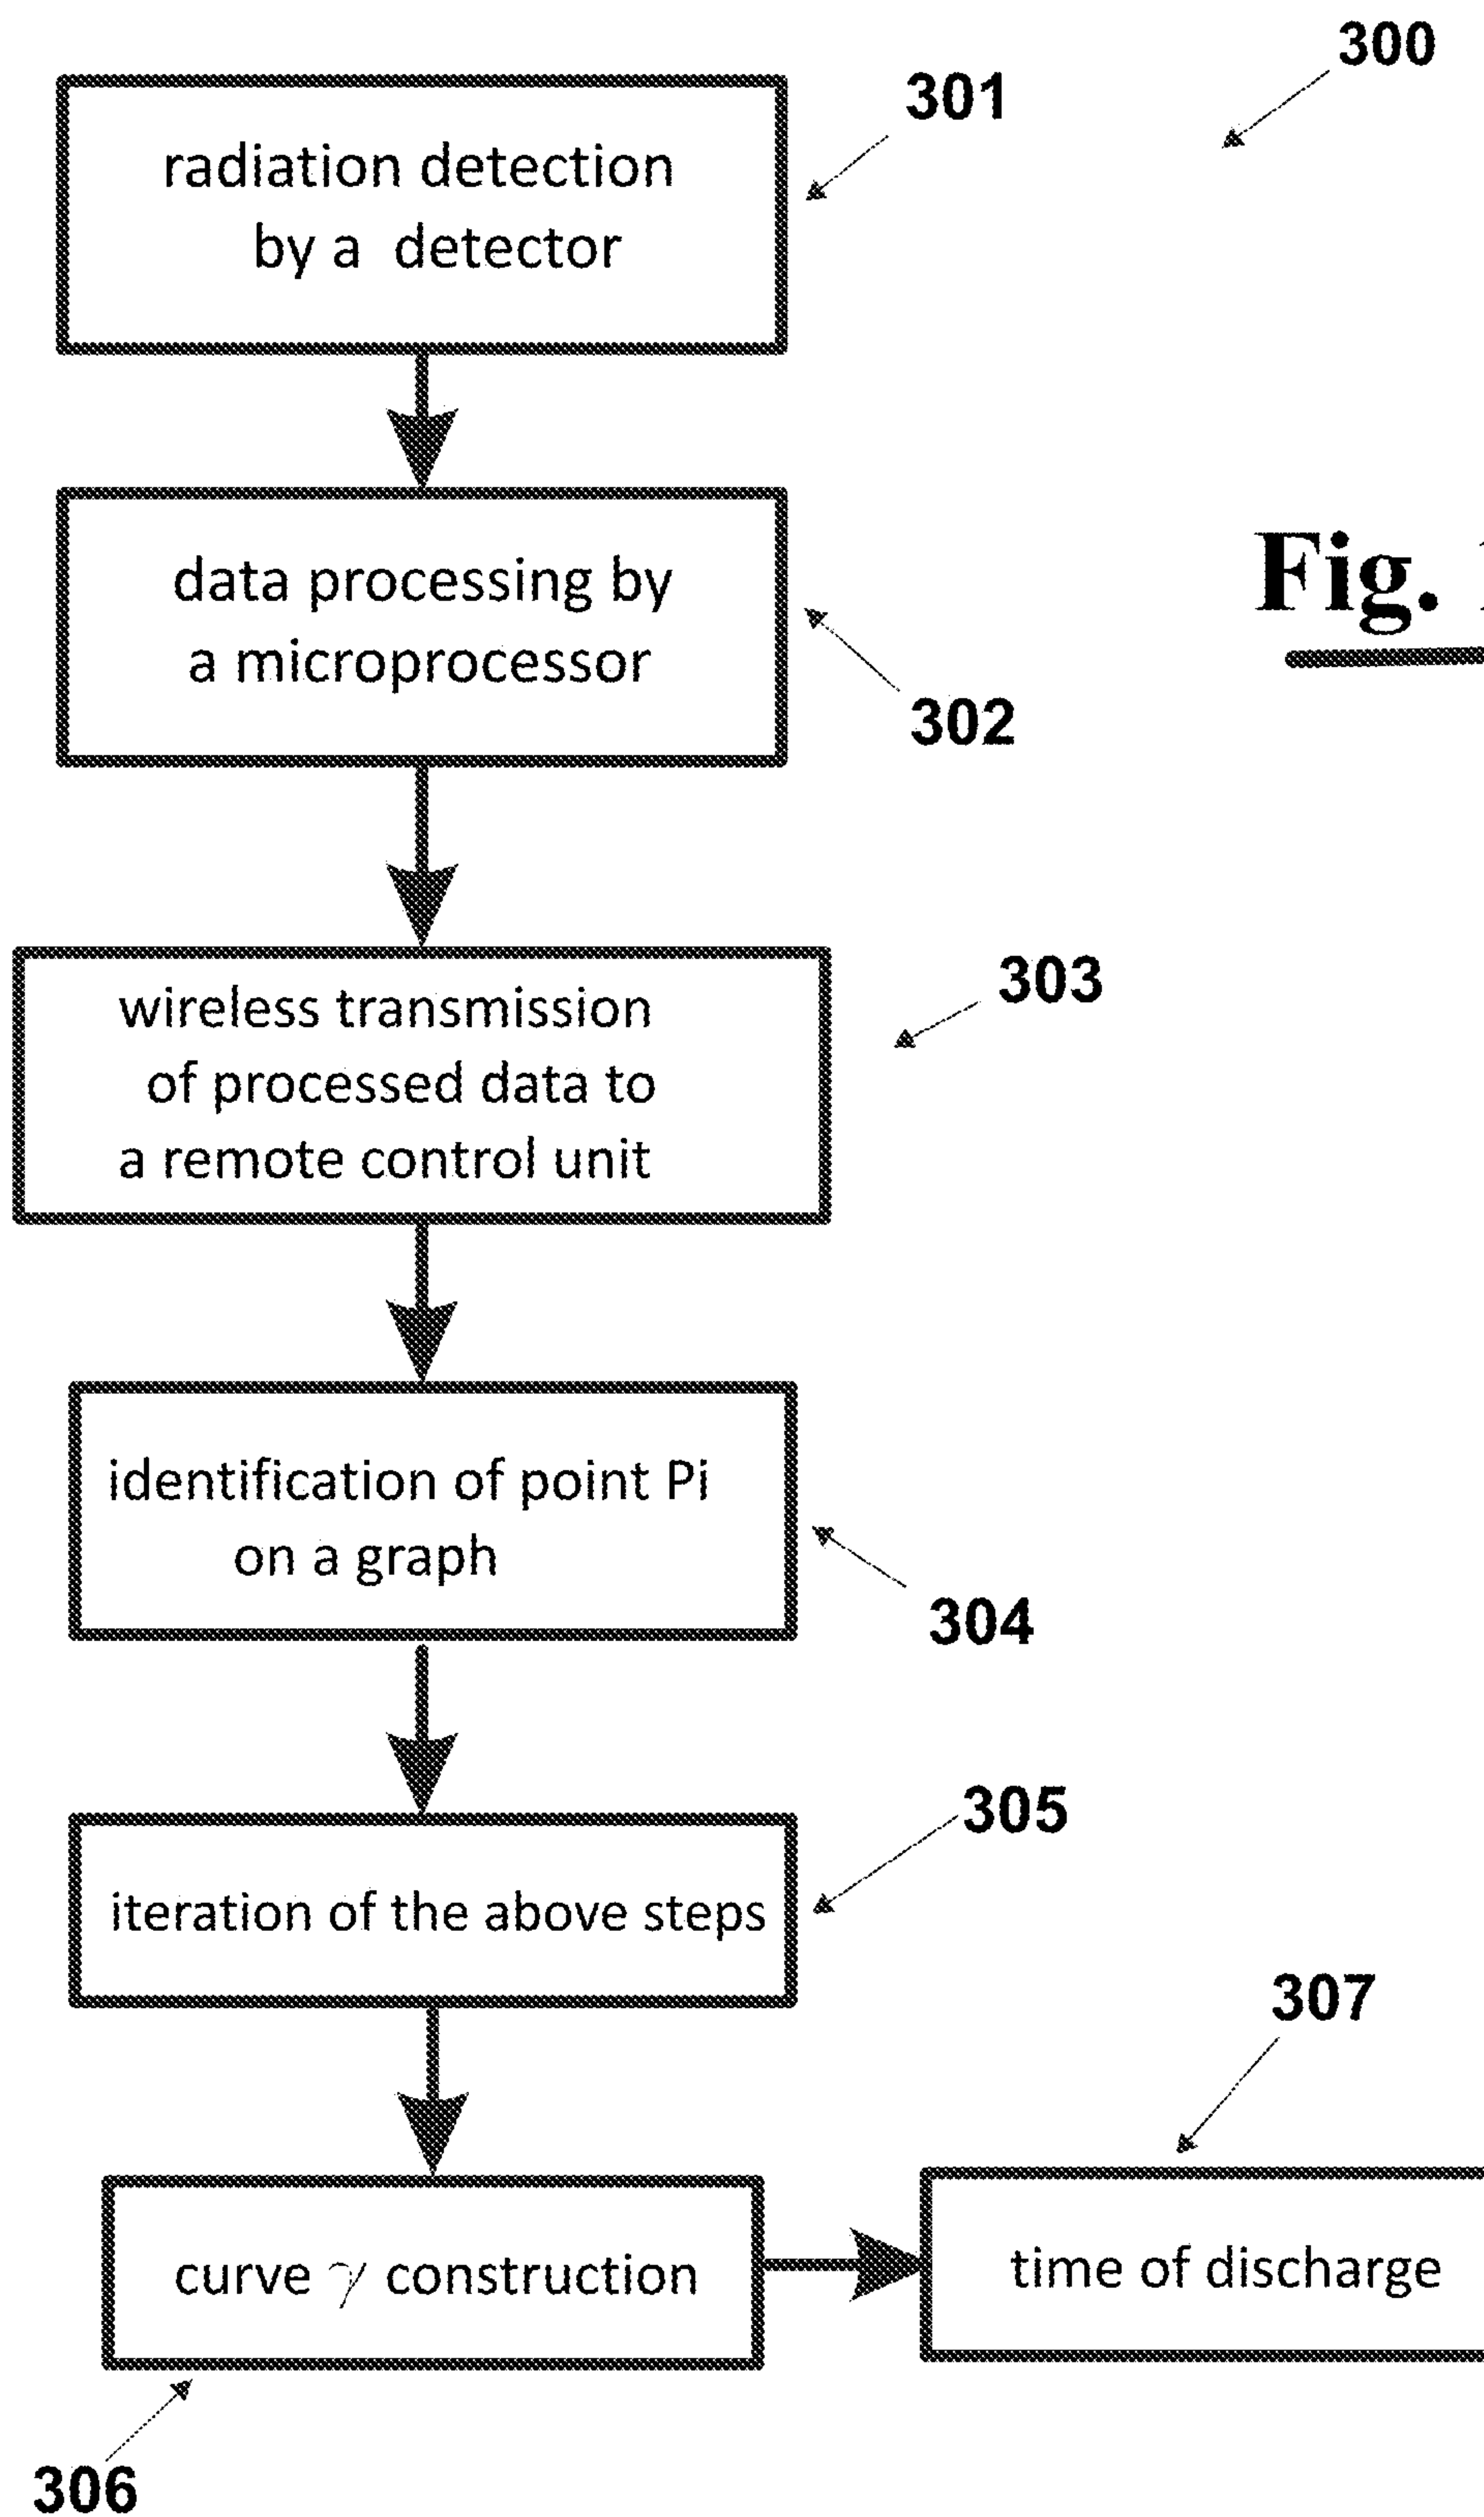 300
301
radiation detection
by a detector
Fig.
data processing by
a microprocessor
302
303
wireless transmission
of processed data to
a remote control unit
identification of point Pi
on a graph
304
305
iteration of the above steps
307
curve γ construction
time of discharge
306